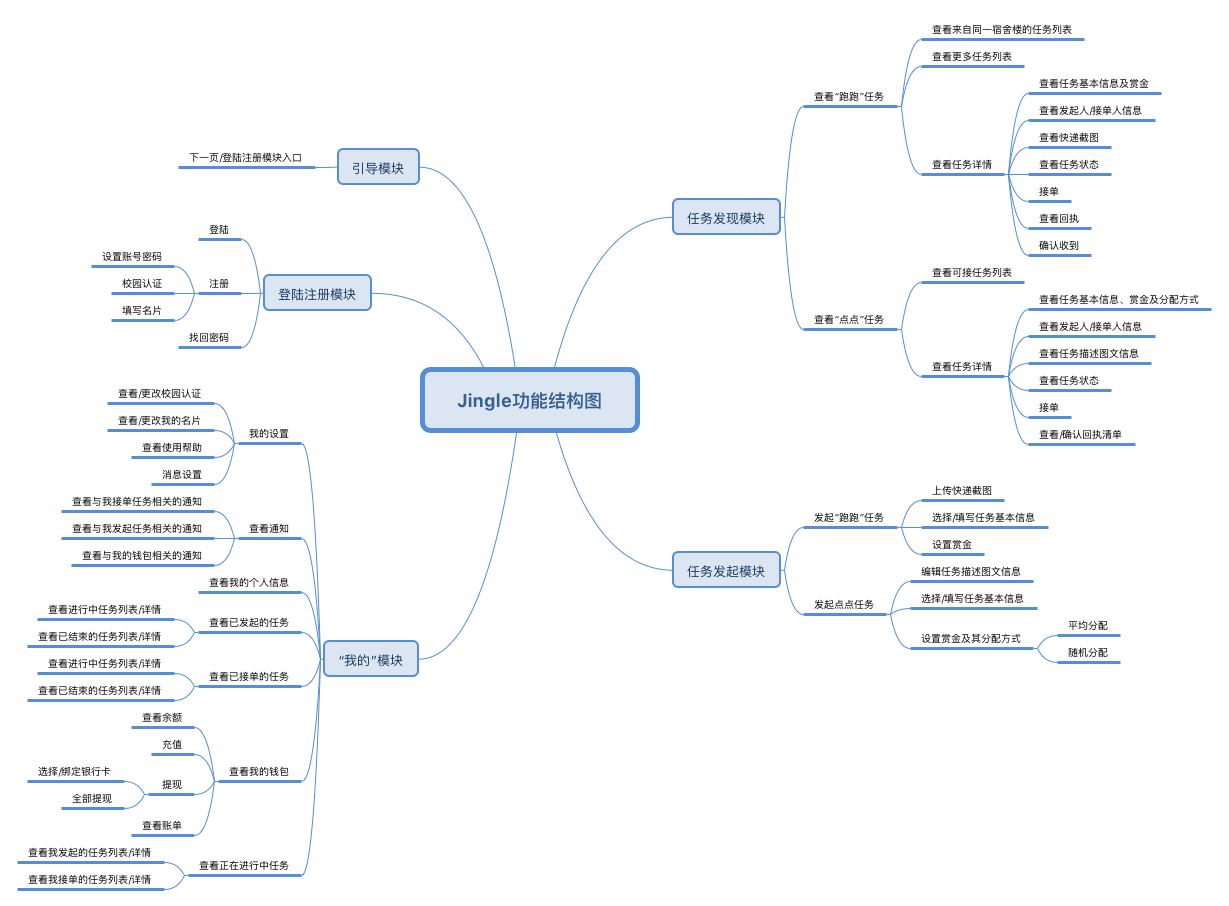 Jingle功能结构图
引导模块
下一页/登陆注册模块入口
登陆注册模块
登陆
注册
设置账号密码
校园认证
填写名片
找回密码
“我的”模块
我的设置
查看/更改校园认证
查看/更改我的名片
查看使用帮助
消息设置
查看通知
查看与我接单任务相关的通知
查看与我发起任务相关的通知
查看与我的钱包相关的通知
查看我的个人信息
查看已发起的任务
查看进行中任务列表/详情
查看已结束的任务列表/详情
查看已接单的任务
查看进行中任务列表/详情
查看已结束的任务列表/详情
查看我的钱包
查看余额
充值
提现
选择/绑定银行卡
全部提现
查看账单
查看正在进行中任务
查看我发起的任务列表/详情
查看我接单的任务列表/详情
任务发现模块
查看“跑跑”任务
查看来自同一宿舍楼的任务列表
查看更多任务列表
查看任务详情
查看任务基本信息及赏金
查看发起人/接单人信息
查看快递截图
查看任务状态
接单
查看回执
确认收到
查看“点点”任务
查看可接任务列表
查看任务详情
查看任务基本信息、赏金及分配方式
查看发起人/接单人信息
查看任务描述图文信息
查看任务状态
接单
查看/确认回执清单
任务发起模块
发起“跑跑”任务
上传快递截图
选择/填写任务基本信息
设置赏金
发起点点任务
编辑任务描述图文信息
选择/填写任务基本信息
设置赏金及其分配方式
平均分配
随机分配